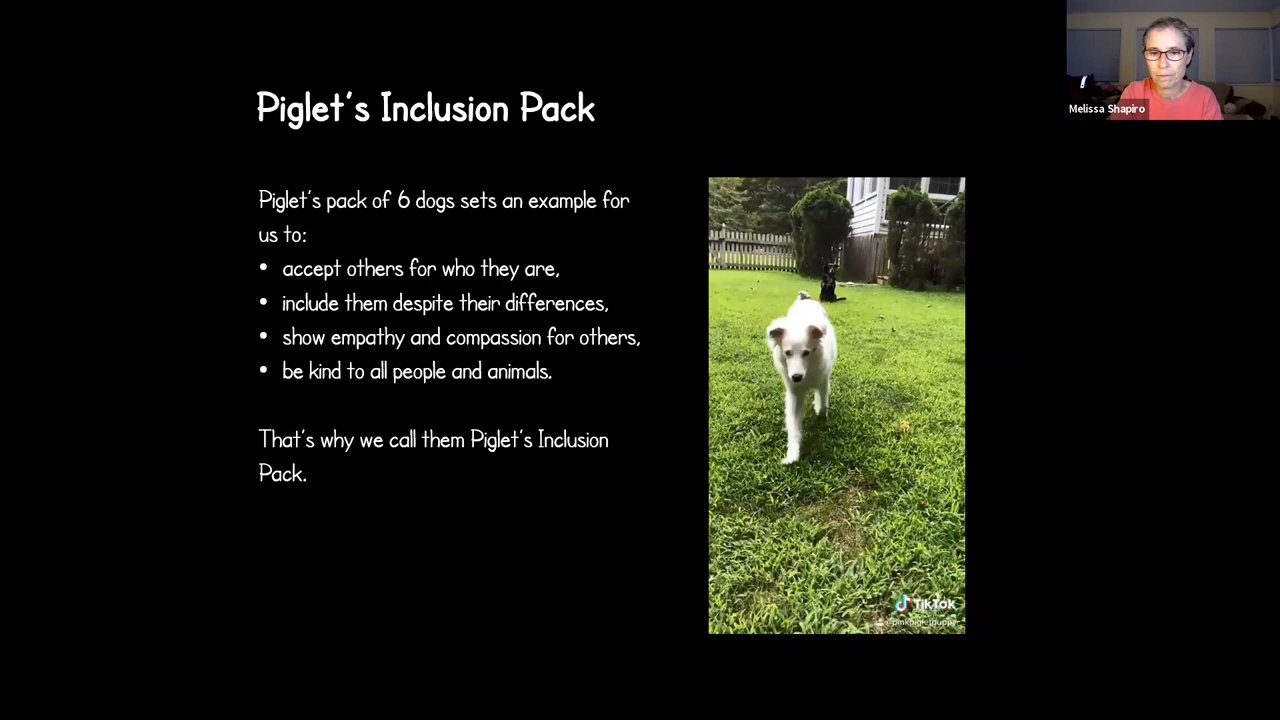 Piglet's Inclusion Pack
Melissa Shapiro
Piglet's pack of 6 dogs sets an example for
us to:
• accept others for who they are,
• include them despite their differences,
• show empathy and compassion for others,
• be kind to all people and animals.
That's why we call them Piglet's Inclusion
Pack.
TikTok
@pinkpigletpuppy